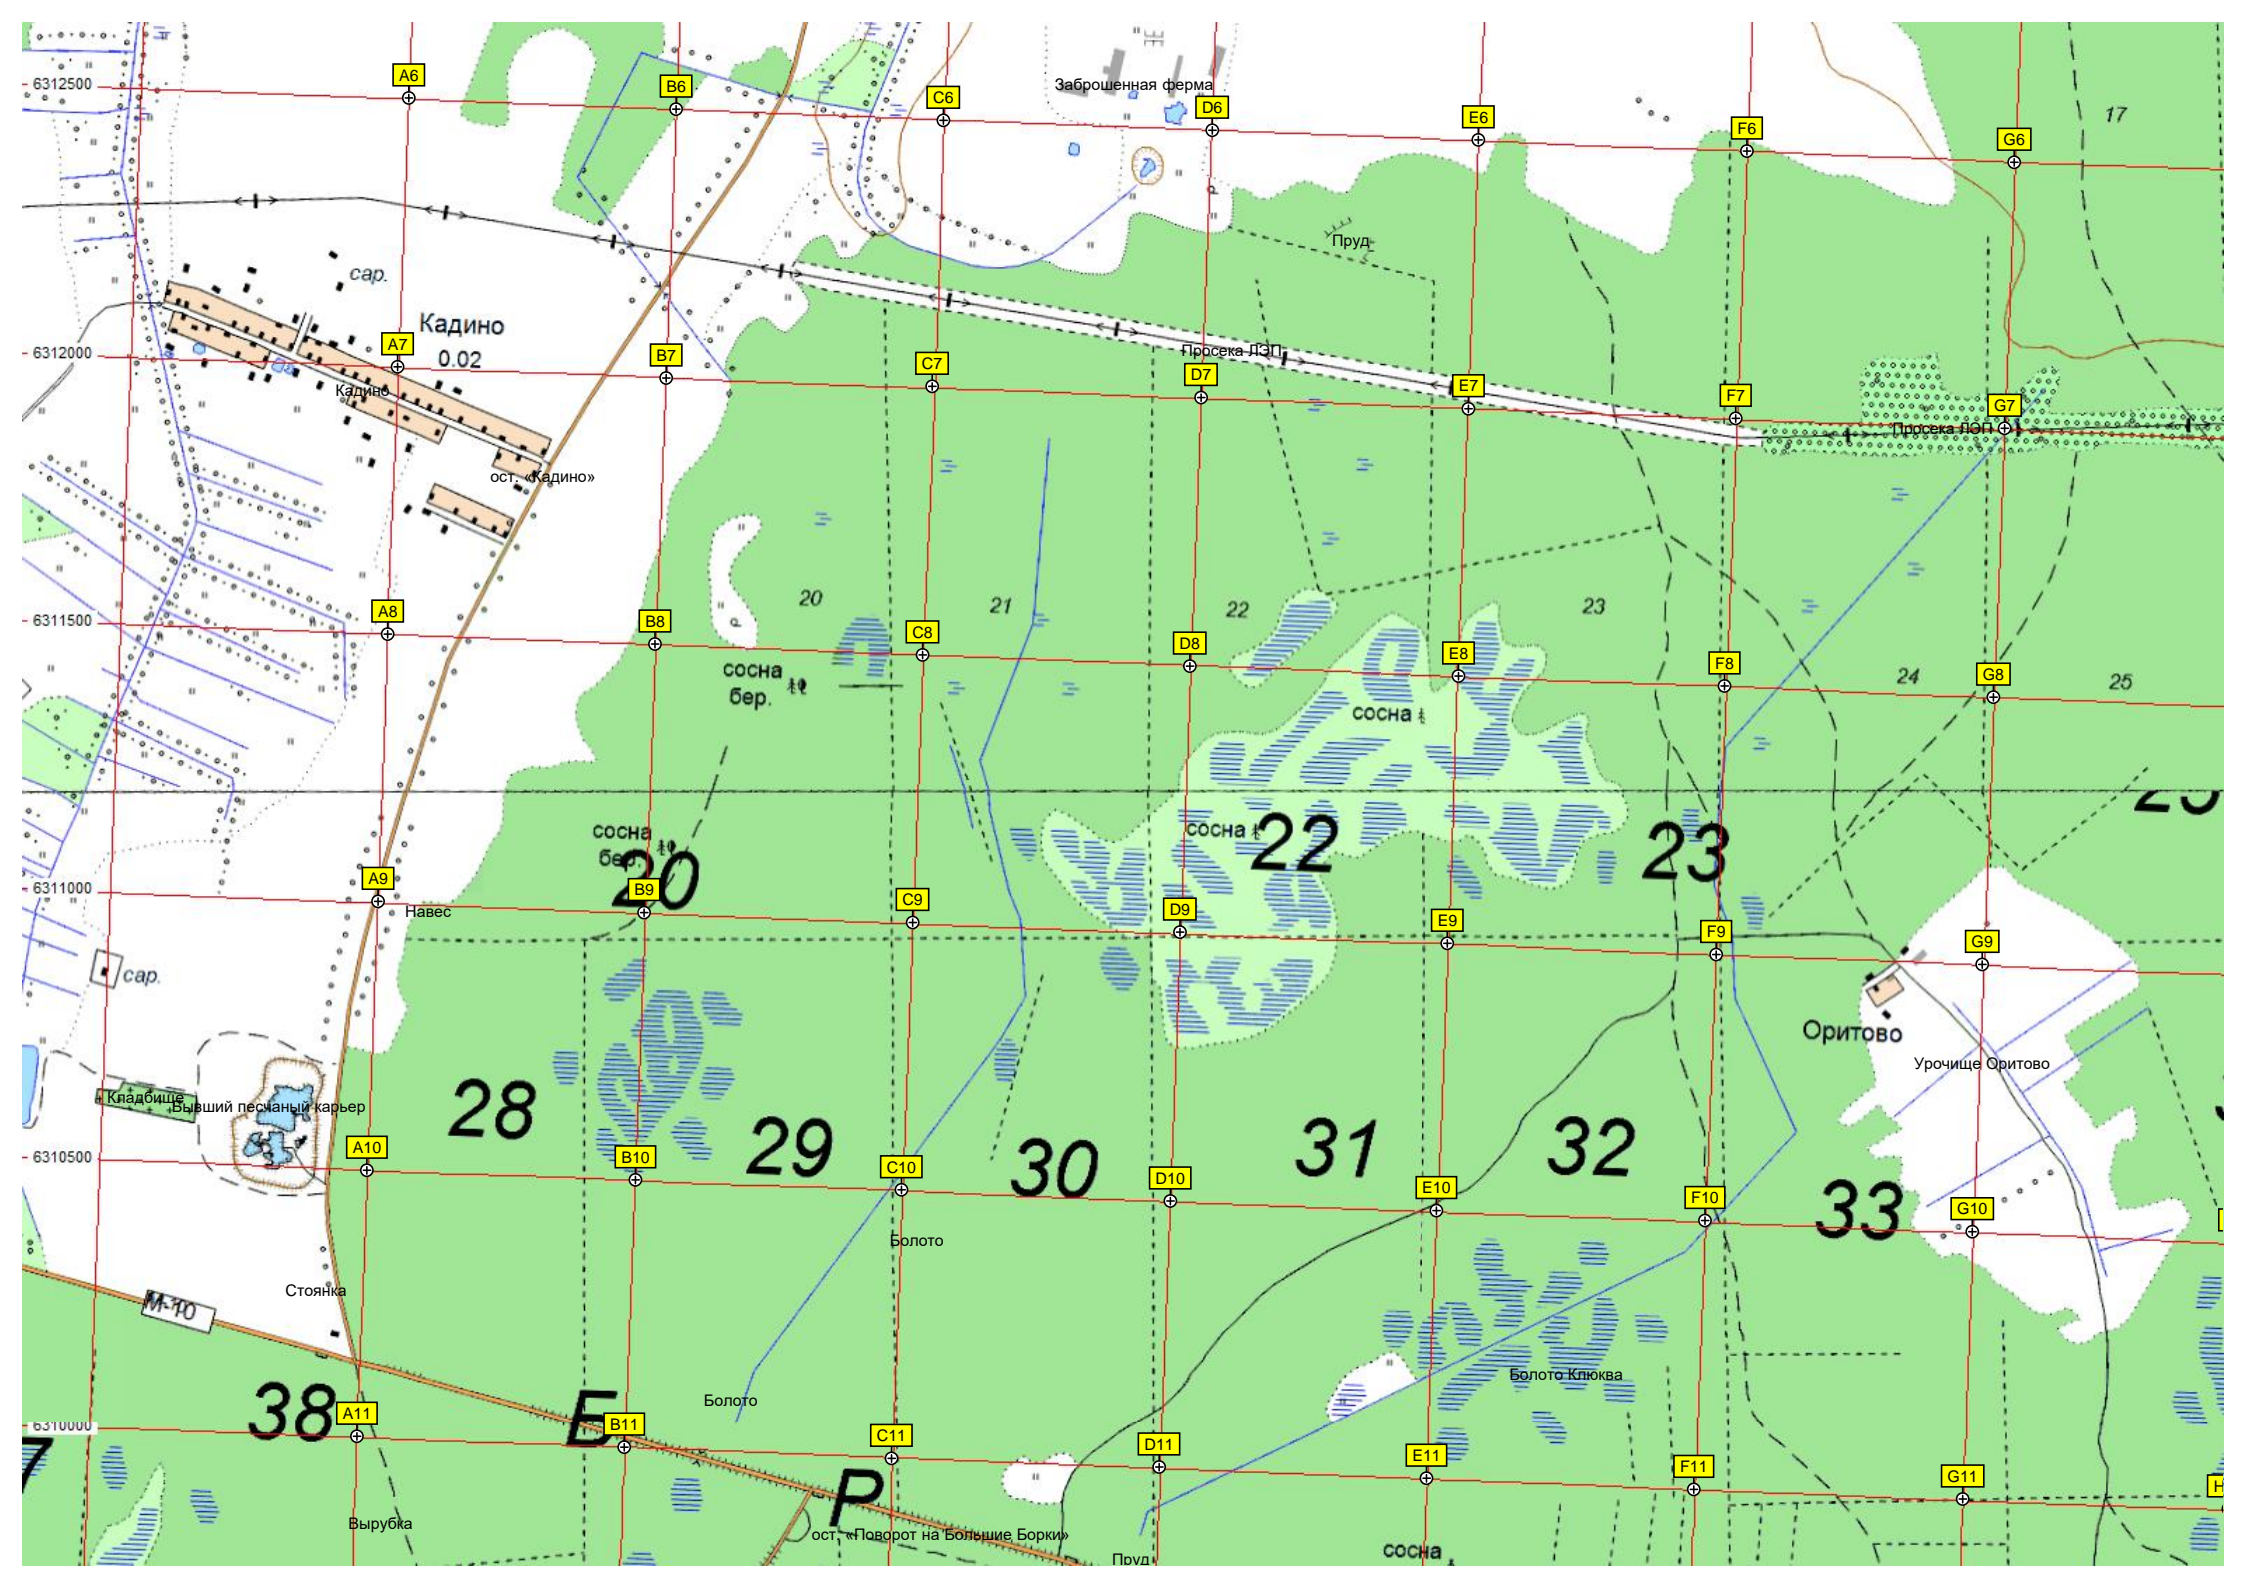 Заброшенная ферма
6312500
A6
B6
C6
D6
E6
F6
G6
17
Пруд
сар.
Кадино
0.02
6312000
A7
B7
C7
Просека ЛЭП
D7
E7
F7
G7
Кадино
Просека ЛЭП
ост. «Кадино»
20
21
22
23
6311500
A8
B8
C8
D8
E8
F8
G8
24
25
сосна
бер.
сосна
сосна
бер.
20
сосна
22
23
6311000
A9
Навес
B9
C9
D9
E9
F9
G9
сар.
Оритово
Урочище Оритово
Кладбище
Бывший песчаный карьер
28
29
30
31
32
33
6310500
A10
B10
C10
D10
E10
F10
G10
Болото
Стоянка
М-10
Болото
Болото Клюква
38
Е
6310000
A11
B11
C11
D11
E11
F11
G11
H
7
Р
Вырубка
ост. «Поворот на Большие Борки»
Пруд
сосна